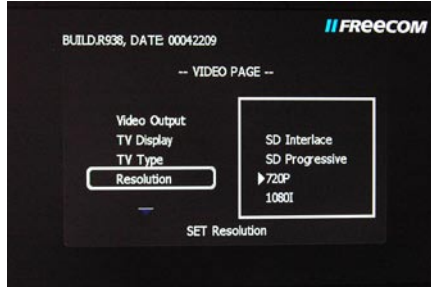 FREECOM
BUILD.R938, DATE 00042209
-- VIDEO PAGE --
Video Output
TV Display
TV Type
Resolution
SD Interlace
SD Progressive
720P
1080I
SET Resolution